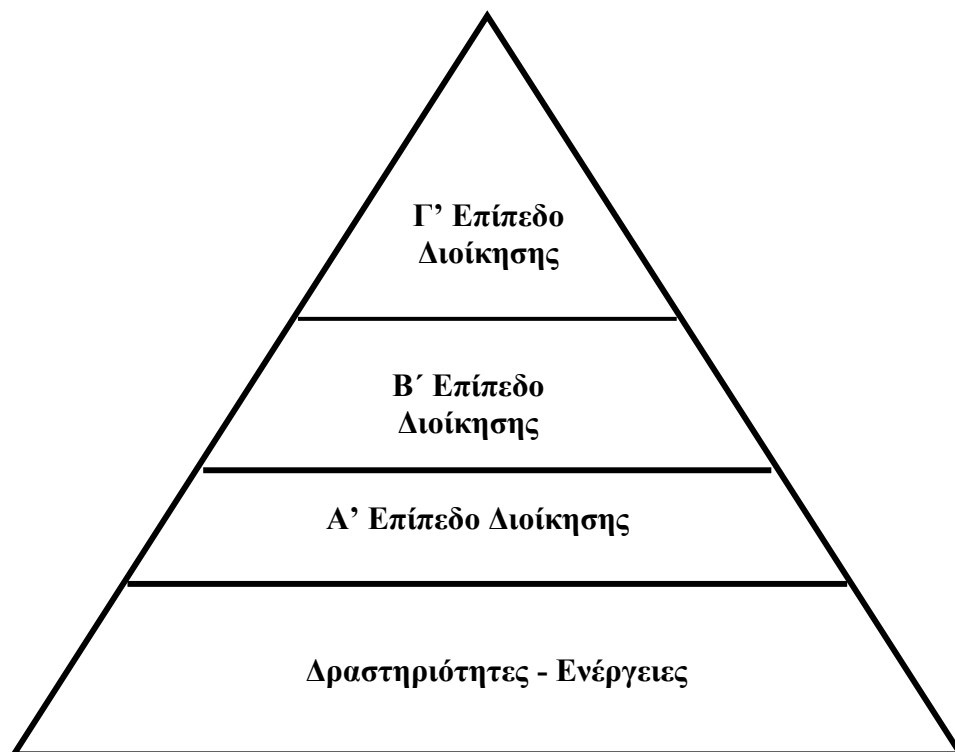 Γ’ Επίπεδο
Διοίκησης
Β΄ Επίπεδο
Διοίκησης
Α’ Επίπεδο Διοίκησης
Δραστηριότητες - Ενέργειες